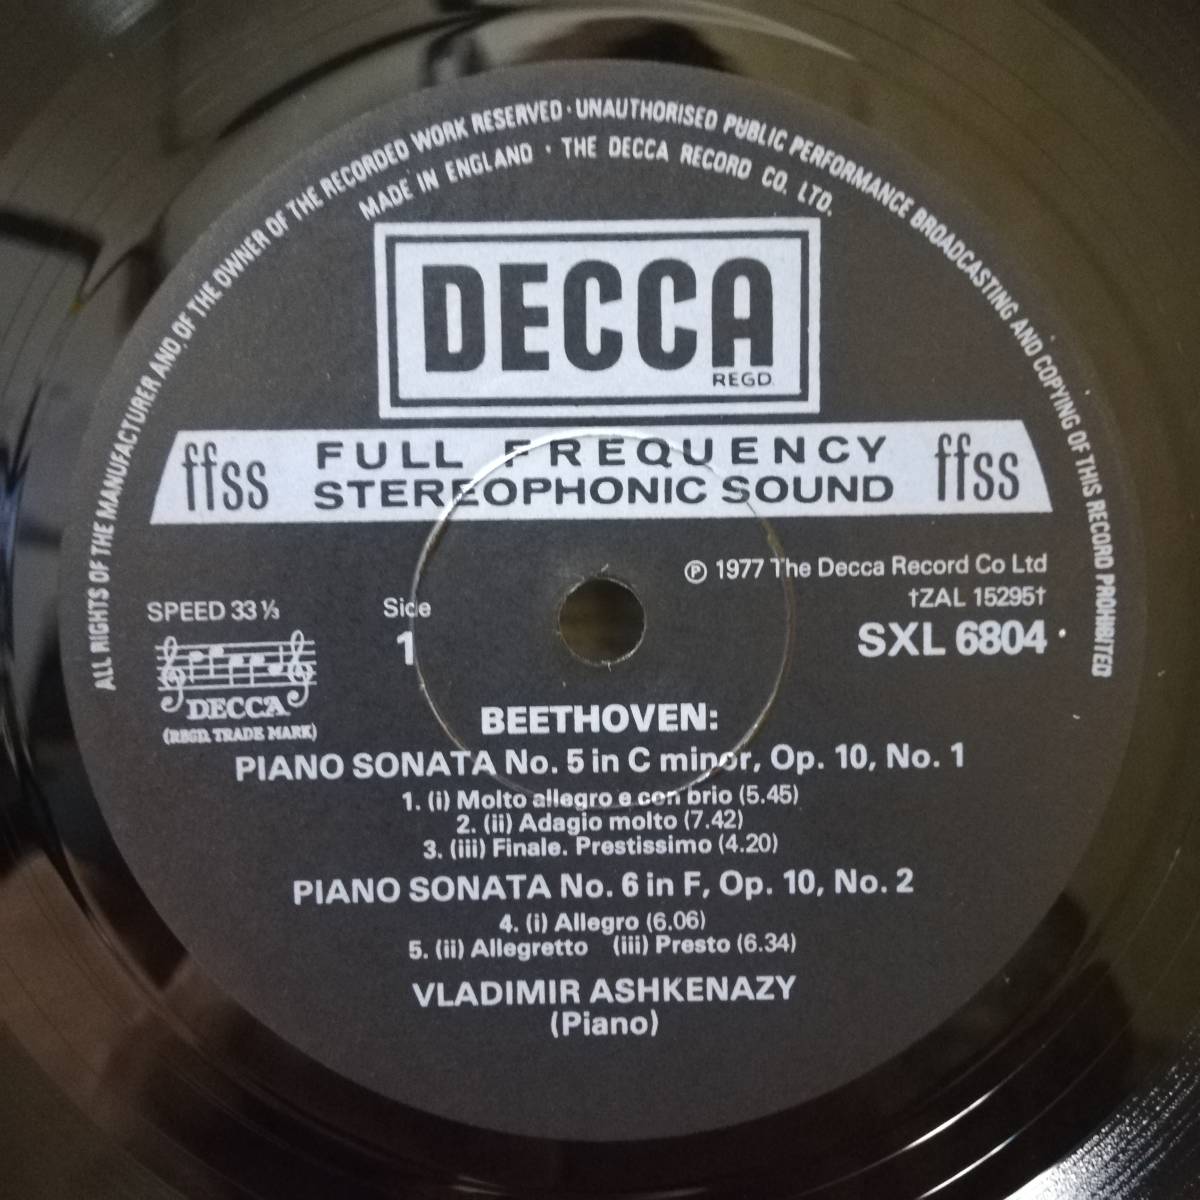 ALL RIGHTS OF THE MANUFACTURER AND OF THE OWNER OF THE RECORDED WORK RESERVED · UNAUTHORISED PUBLIC PERFORMANCE BROADCASTING AND COPYING OF THIS RECORD PROHIBITED
MADE IN ENGLAND · THE DECCA RECORD CO. LTD.
DECCA
REGD.
ffss FULL FREQUENCY ffss
STEREOPHONIC SOUND
℗ 1977 The Decca Record Co Ltd
†ZAL 15295†
SXL 6804
SPEED 33⅓
Side
1
DECCA
(REGD. TRADE MARK)
BEETHOVEN:
PIANO SONATA No. 5 in C minor, Op. 10, No. 1
1. (i) Molto allegro e con brio (5.45)
2. (ii) Adagio molto (7.42)
3. (iii) Finale. Prestissimo (4.20)
PIANO SONATA No. 6 in F, Op. 10, No. 2
4. (i) Allegro (6.06)
5. (ii) Allegretto (iii) Presto (6.34)
VLADIMIR ASHKENAZY
(Piano)